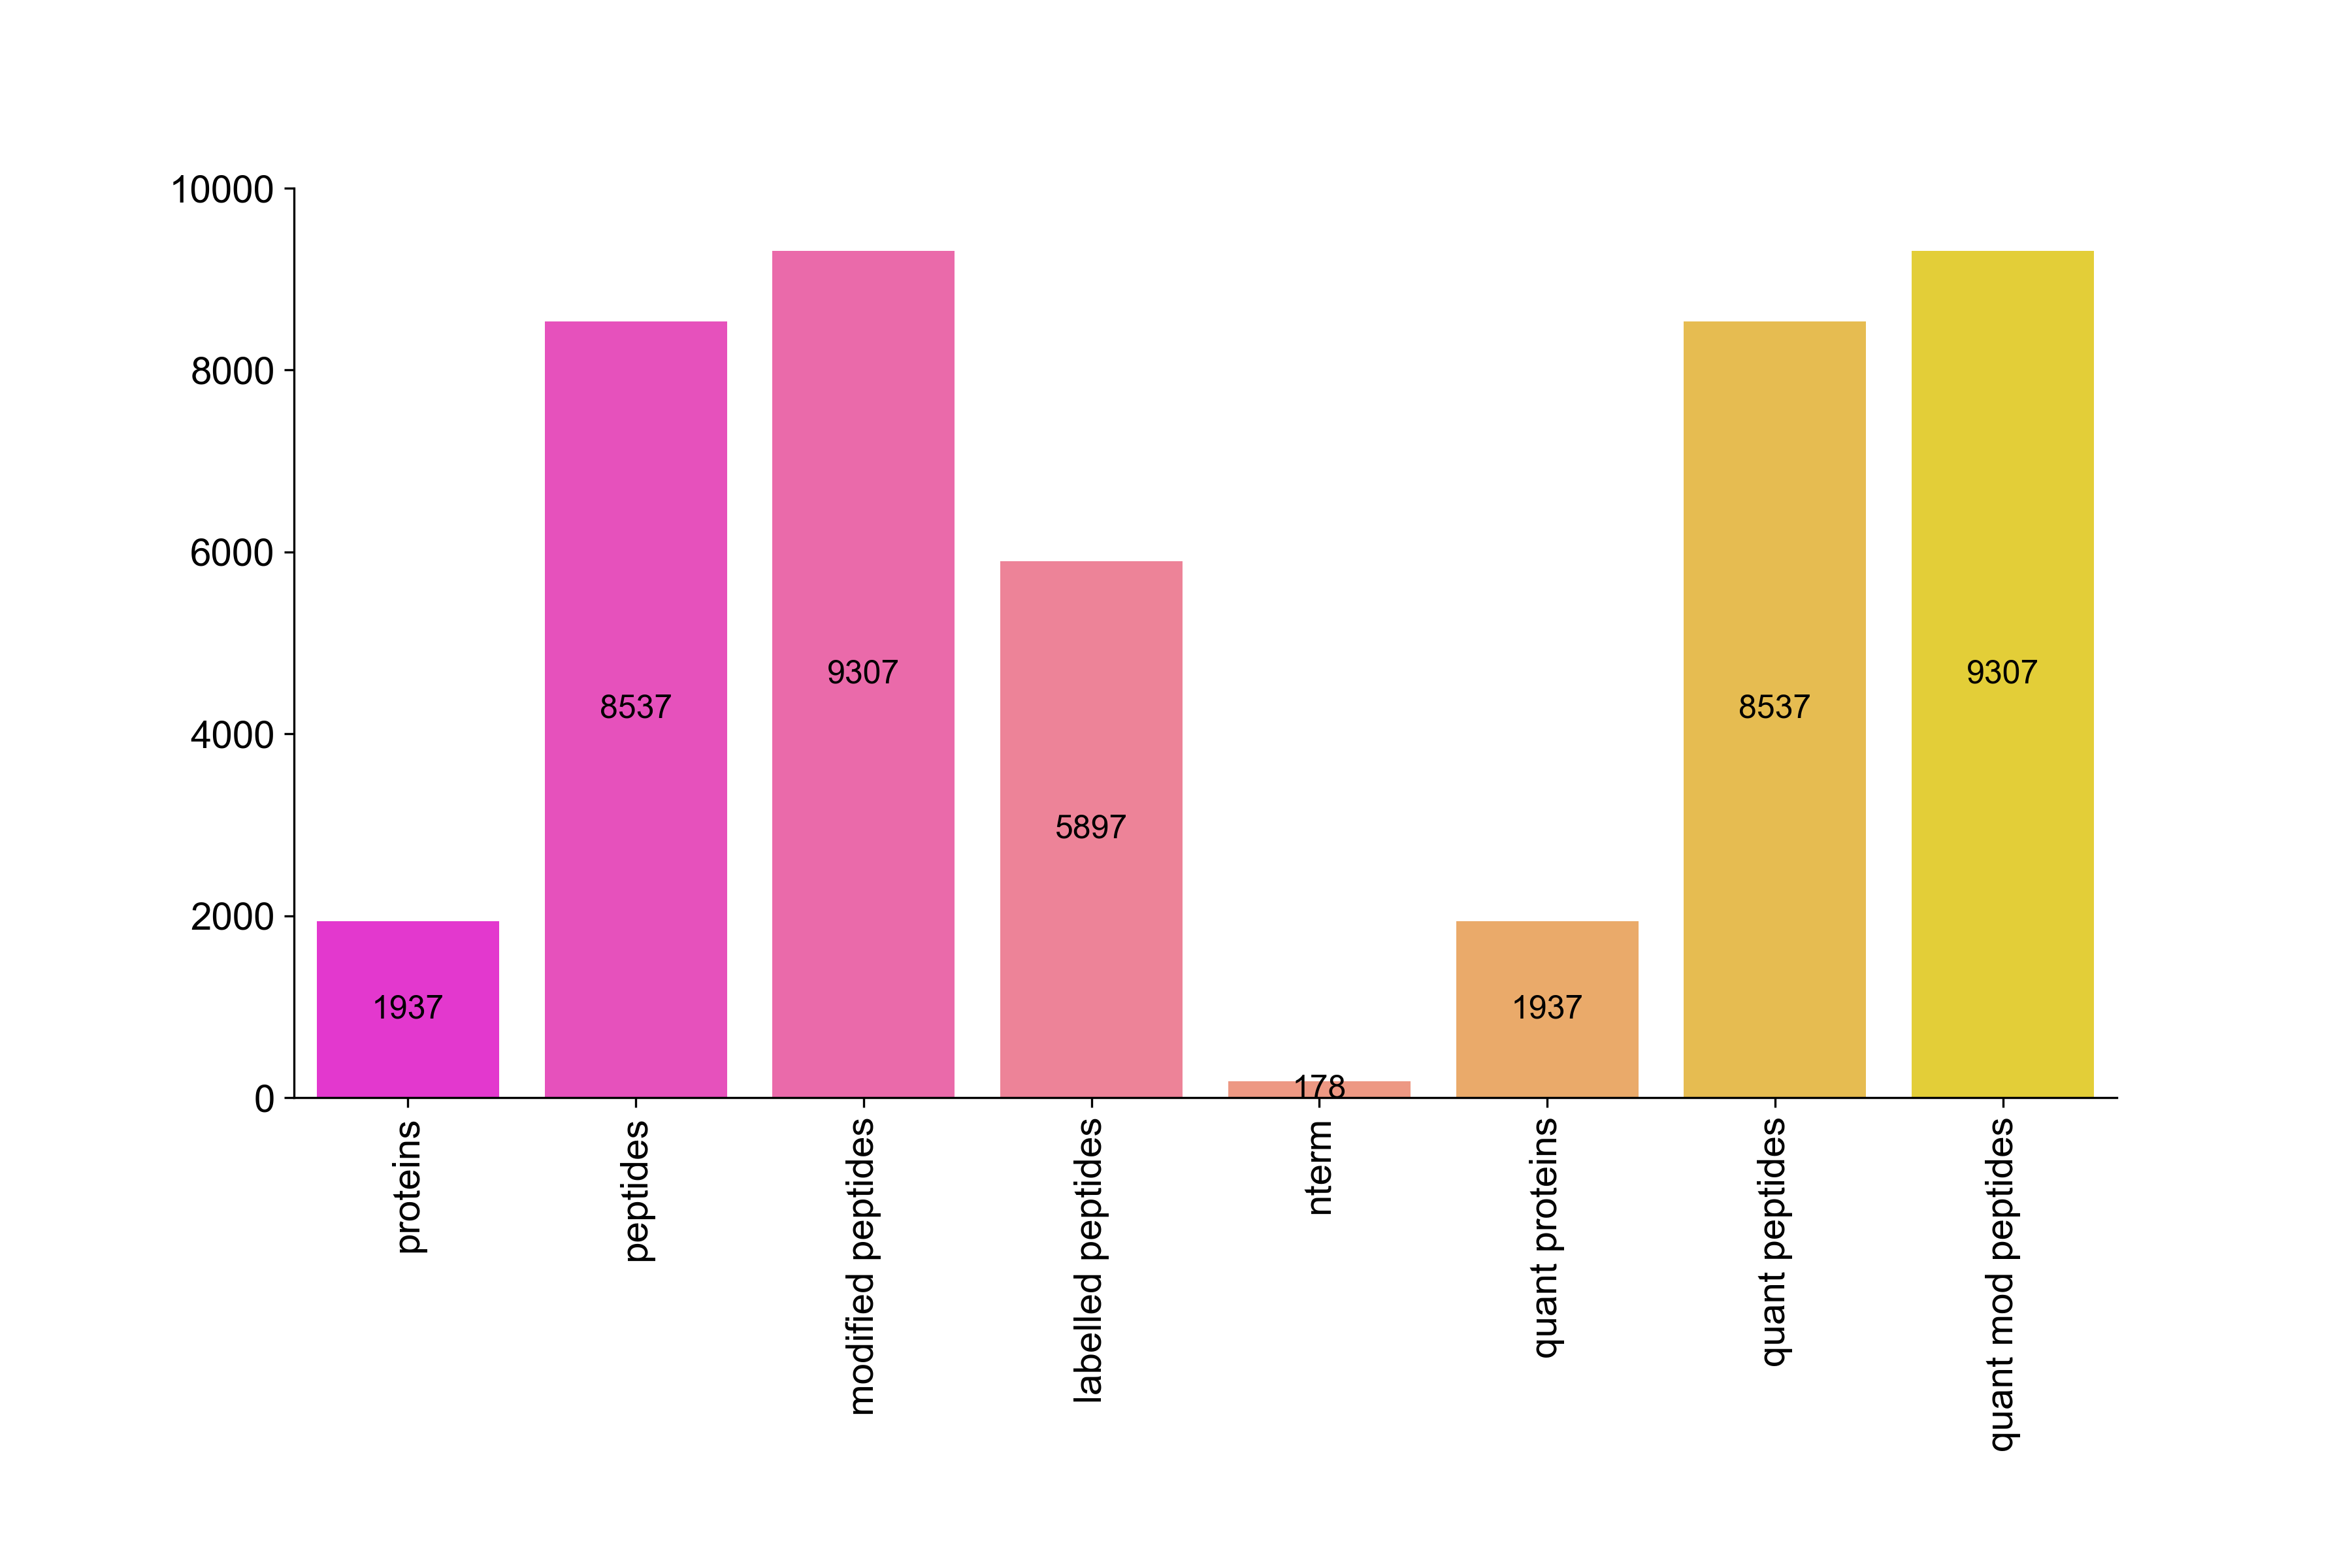 10000
8000
6000
4000
2000
0
1937
8537
9307
5897
178
1937
8537
9307
proteins
peptides
modified peptides
labelled peptides
nterm
quant proteins
quant peptides
quant mod peptides